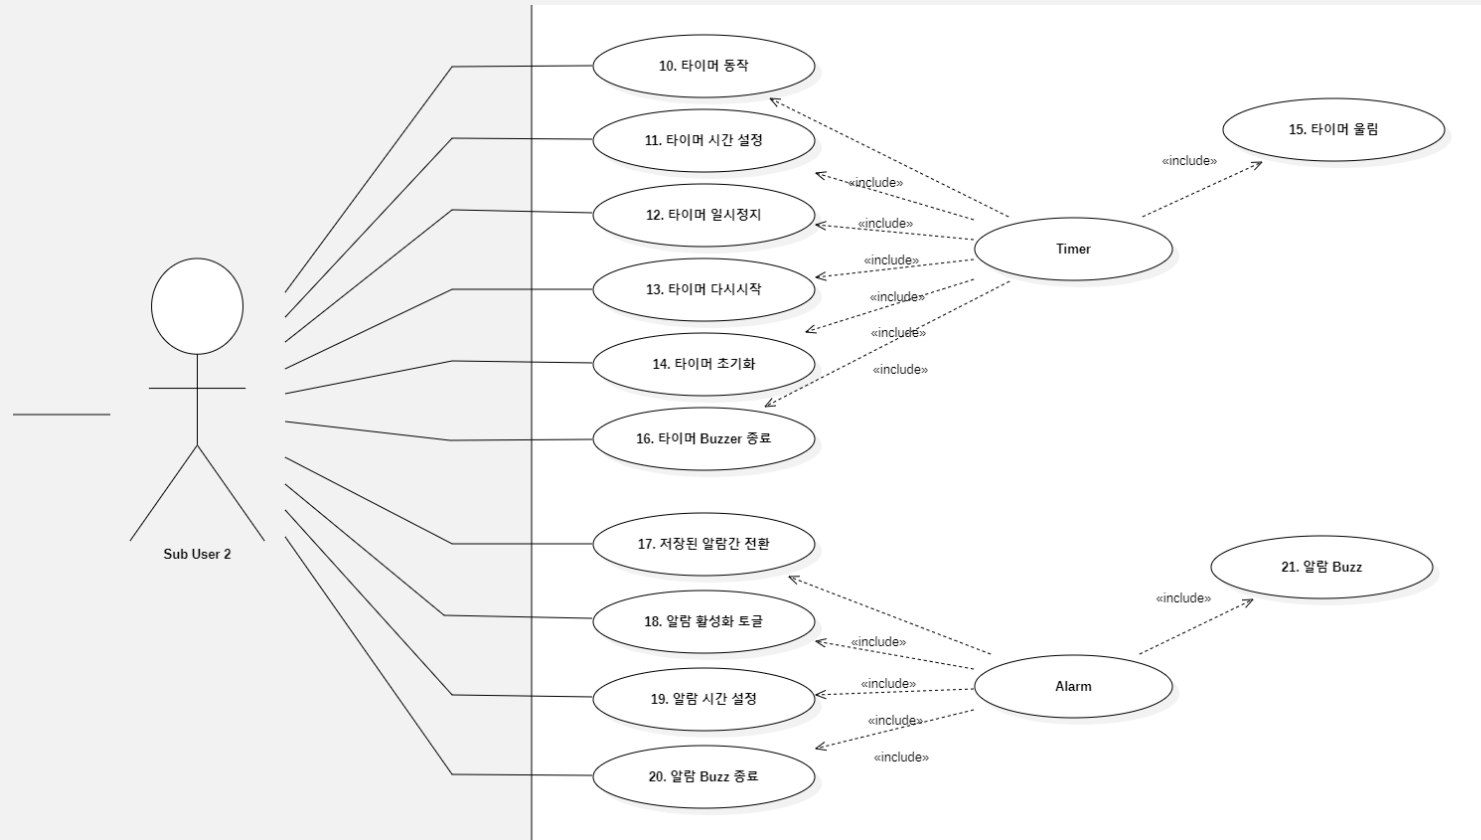 10. 타이머 동작
11. 타이머 시간 설정
12. 타이머 일시정지
13. 타이머 다시시작
14. 타이머 초기화
16. 타이머 Buzzer 종료
«include»
«include»
«include»
«include»
«include»
«include»
Timer
«include»
15. 타이머 울림
Sub User 2
17. 저장된 알람간 전환
18. 알람 활성화 토글
19. 알람 시간 설정
20. 알람 Buzz 종료
«include»
«include»
«include»
«include»
Alarm
«include»
21. 알람 Buzz